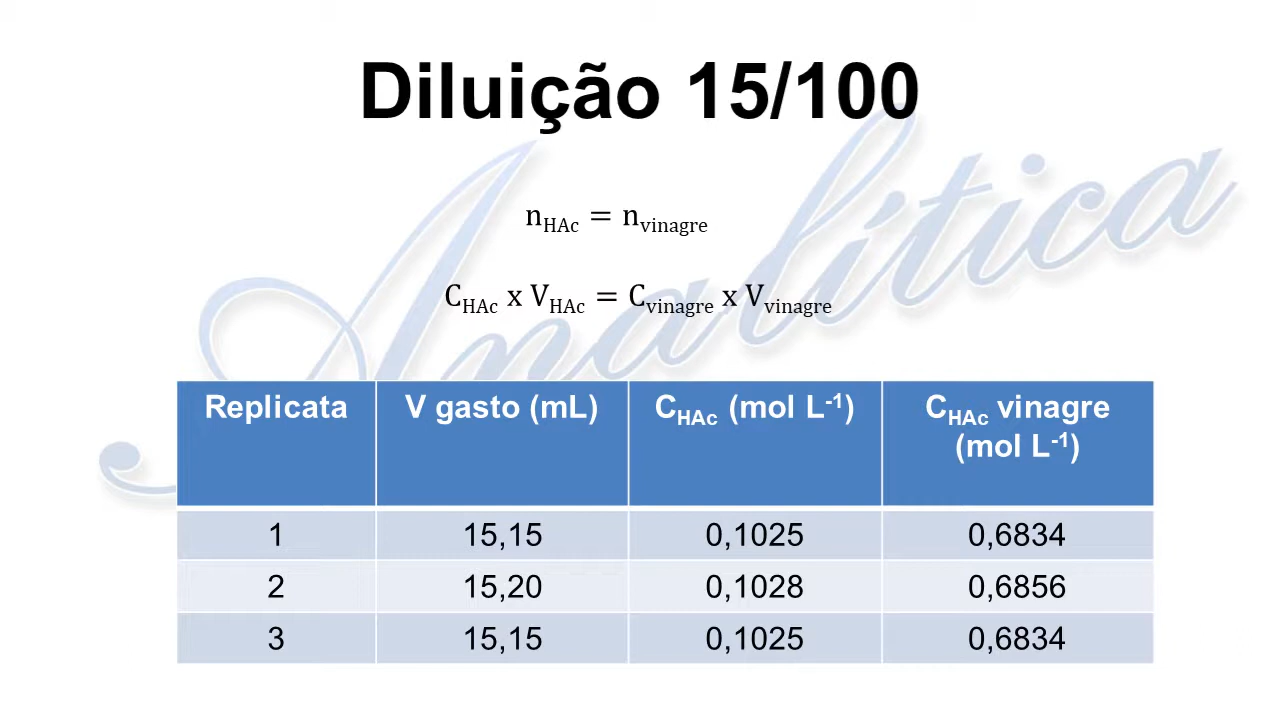 Diluição 15/100
Analítica
n_HAc = n_vinagre
C_HAc x V_HAc = C_vinagre x V_vinagre
Replicata V gasto (mL) C_HAc (mol L⁻¹) C_HAc vinagre (mol L⁻¹)
1 15,15 0,1025 0,6834
2 15,20 0,1028 0,6856
3 15,15 0,1025 0,6834